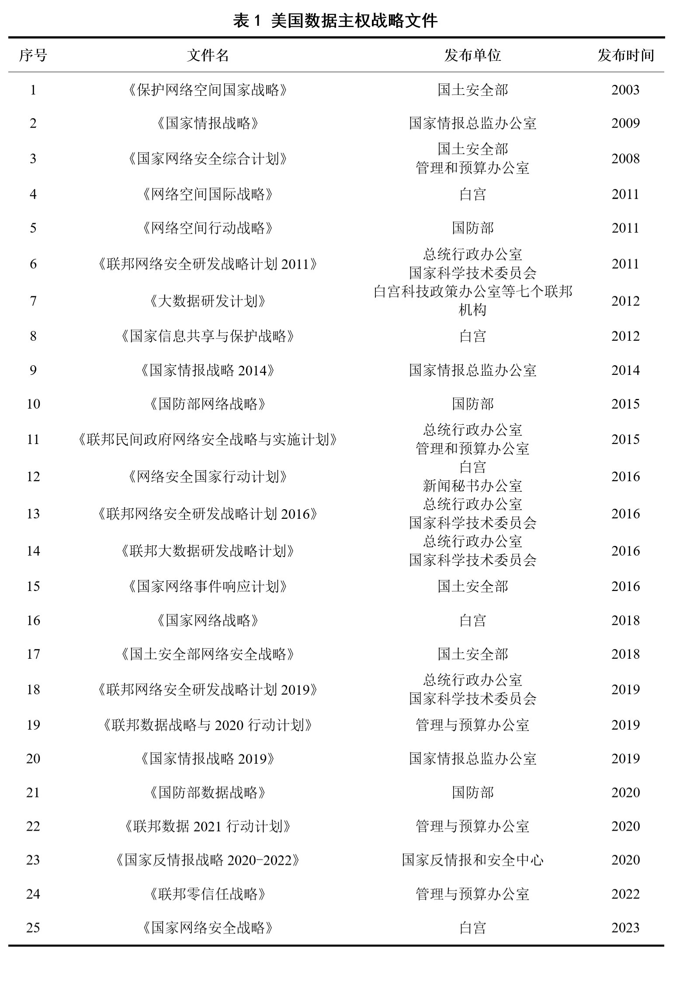 表 1 美国数据主权战略文件
序号 文件名 发布单位 发布时间
1 《保护网络空间国家战略》 国土安全部 2003
2 《国家情报战略》 国家情报总监办公室 2009
3 《国家网络安全综合计划》 国土安全部 2008
管理和预算办公室
4 《网络空间国际战略》 白宫 2011
5 《网络空间行动战略》 国防部 2011
6 《联邦网络安全研发战略计划 2011》 总统行政办公室 2011
国家科学技术委员会
7 《大数据研发计划》 白宫科技政策办公室等七个联邦 2012
机构
8 《国家信息共享与保护战略》 白宫 2012
9 《国家情报战略 2014》 国家情报总监办公室 2014
10 《国防部网络战略》 国防部 2015
11 《联邦民间政府网络安全战略与实施计划》 总统行政办公室 2015
管理和预算办公室
12 《网络安全国家行动计划》 白宫 2016
新闻秘书办公室
13 《联邦网络安全研发战略计划 2016》 总统行政办公室 2016
国家科学技术委员会
14 《联邦大数据研发战略计划》 总统行政办公室 2016
国家科学技术委员会
15 《国家网络事件响应计划》 国土安全部 2016
16 《国家网络战略》 白宫 2018
17 《国土安全部网络安全战略》 国土安全部 2018
18 《联邦网络安全研发战略计划 2019》 总统行政办公室 2019
国家科学技术委员会
19 《联邦数据战略与 2020 行动计划》 管理与预算办公室 2019
20 《国家情报战略 2019》 国家情报总监办公室 2019
21 《国防部数据战略》 国防部 2020
22 《联邦数据 2021 行动计划》 管理与预算办公室 2020
23 《国家反情报战略 2020-2022》 国家反情报和安全中心 2020
24 《联邦零信任战略》 管理与预算办公室 2022
25 《国家网络安全战略》 白宫 2023